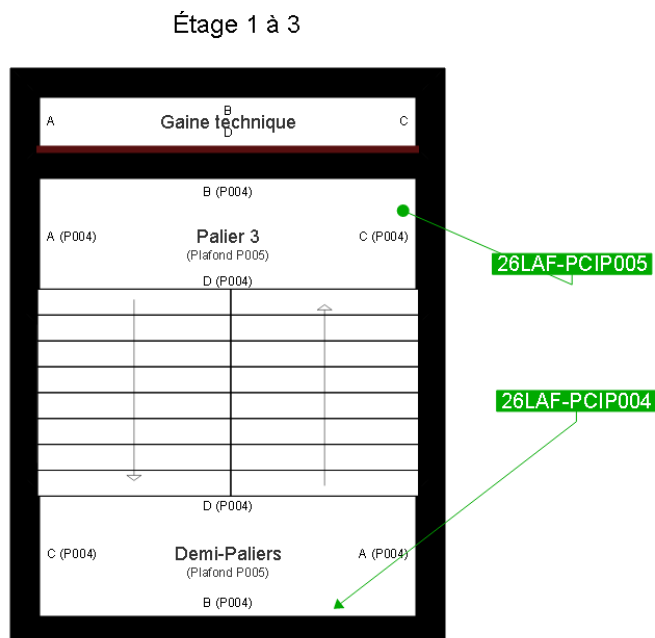 Étage 1 à 3
B
A Gaine technique C
D
B (P004)
A (P004) Palier 3 C (P004)
(Plafond P005)
D (P004)
26LAF-PCIP005
26LAF-PCIP004
D (P004)
C (P004) Demi-Paliers A (P004)
(Plafond P005)
B (P004)